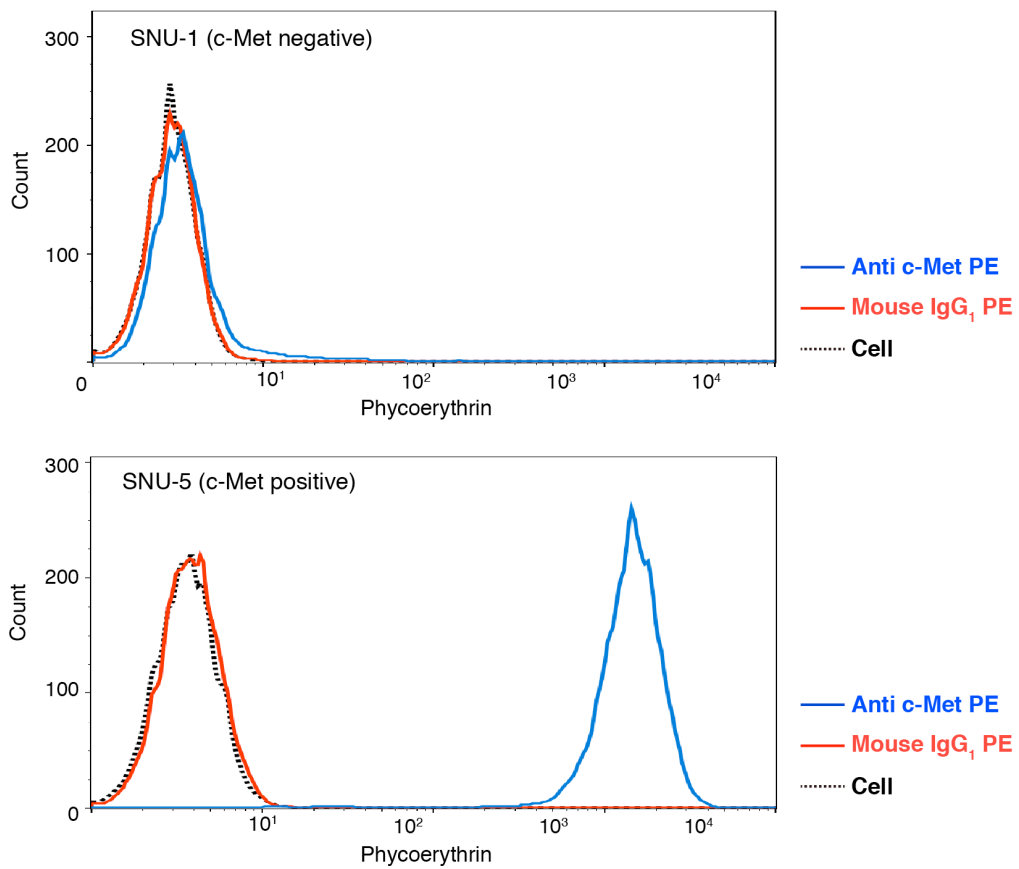 SNU-1 (c-Met negative)
300
200
100
0
Count
10¹
10²
10³
10⁴
Phycoerythrin
Anti c-Met PE
Mouse IgG₁ PE
Cell
SNU-5 (c-Met positive)
300
200
100
0
Count
10¹
10²
10³
10⁴
Phycoerythrin
Anti c-Met PE
Mouse IgG₁ PE
Cell